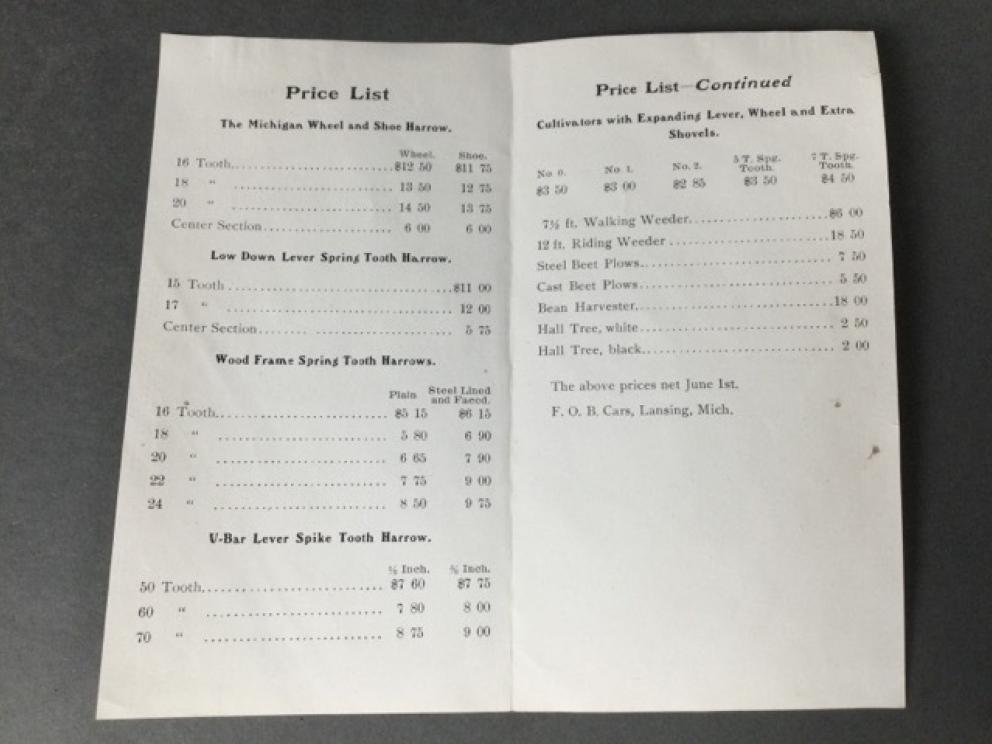 Price List
The Michigan Wheel and Shoe Harrow.
Wheel. Shoe.
16 Tooth.......................$12 50 $11 75
18 " ....................... 13 50 12 75
20 " ....................... 14 50 13 75
Center Section.................. 6 00 6 00
Low Down Lever Spring Tooth Harrow.
15 Tooth ................................$11 00
17 " ................................ 12 00
Center Section..... ..................... 5 75
Wood Frame Spring Tooth Harrows.
Plain Steel Lined and Faced.
16 Tooth........................ $5 15 $6 15
18 " ........................ 5 80 6 90
20 " ........................ 6 65 7 90
22 " ........................ 7 75 9 00
24 " ........................ 8 50 9 75
U-Bar Lever Spike Tooth Harrow.
Inch. Inch.
50 Tooth.......................... $7 60 $7 75
60 " .......................... 7 80 8 00
70 " .......................... 8 75 9 00
Price List—Continued
Cultivators with Expanding Lever, Wheel and Extra
Shovels.
No. 0. No. 1. No. 2. 5 T. Spg. Tooth. 7 T. Spg. Tooth.
$3 50 $3 00 $2 85 $3 50 $4 50
7½ ft. Walking Weeder....................$6 00
12 ft. Riding Weeder .......................18 50
Steel Beet Plows............................ 7 50
Cast Beet Plows............................ 5 50
Bean Harvester............................18 00
Hall Tree, white............................ 2 50
Hall Tree, black............................ 2 00
The above prices net June 1st.
F. O. B. Cars, Lansing, Mich.